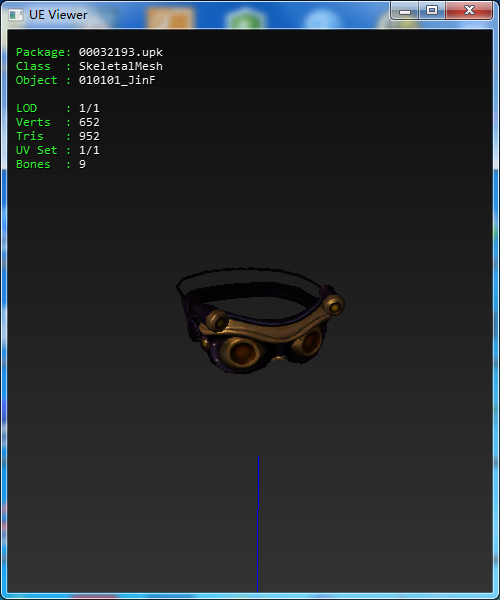 UE Viewer
Package: 00032193.upk
Class : SkeletalMesh
Object : 010101_JinF
LOD : 1/1
Verts : 652
Tris : 952
UV Set : 1/1
Bones : 9